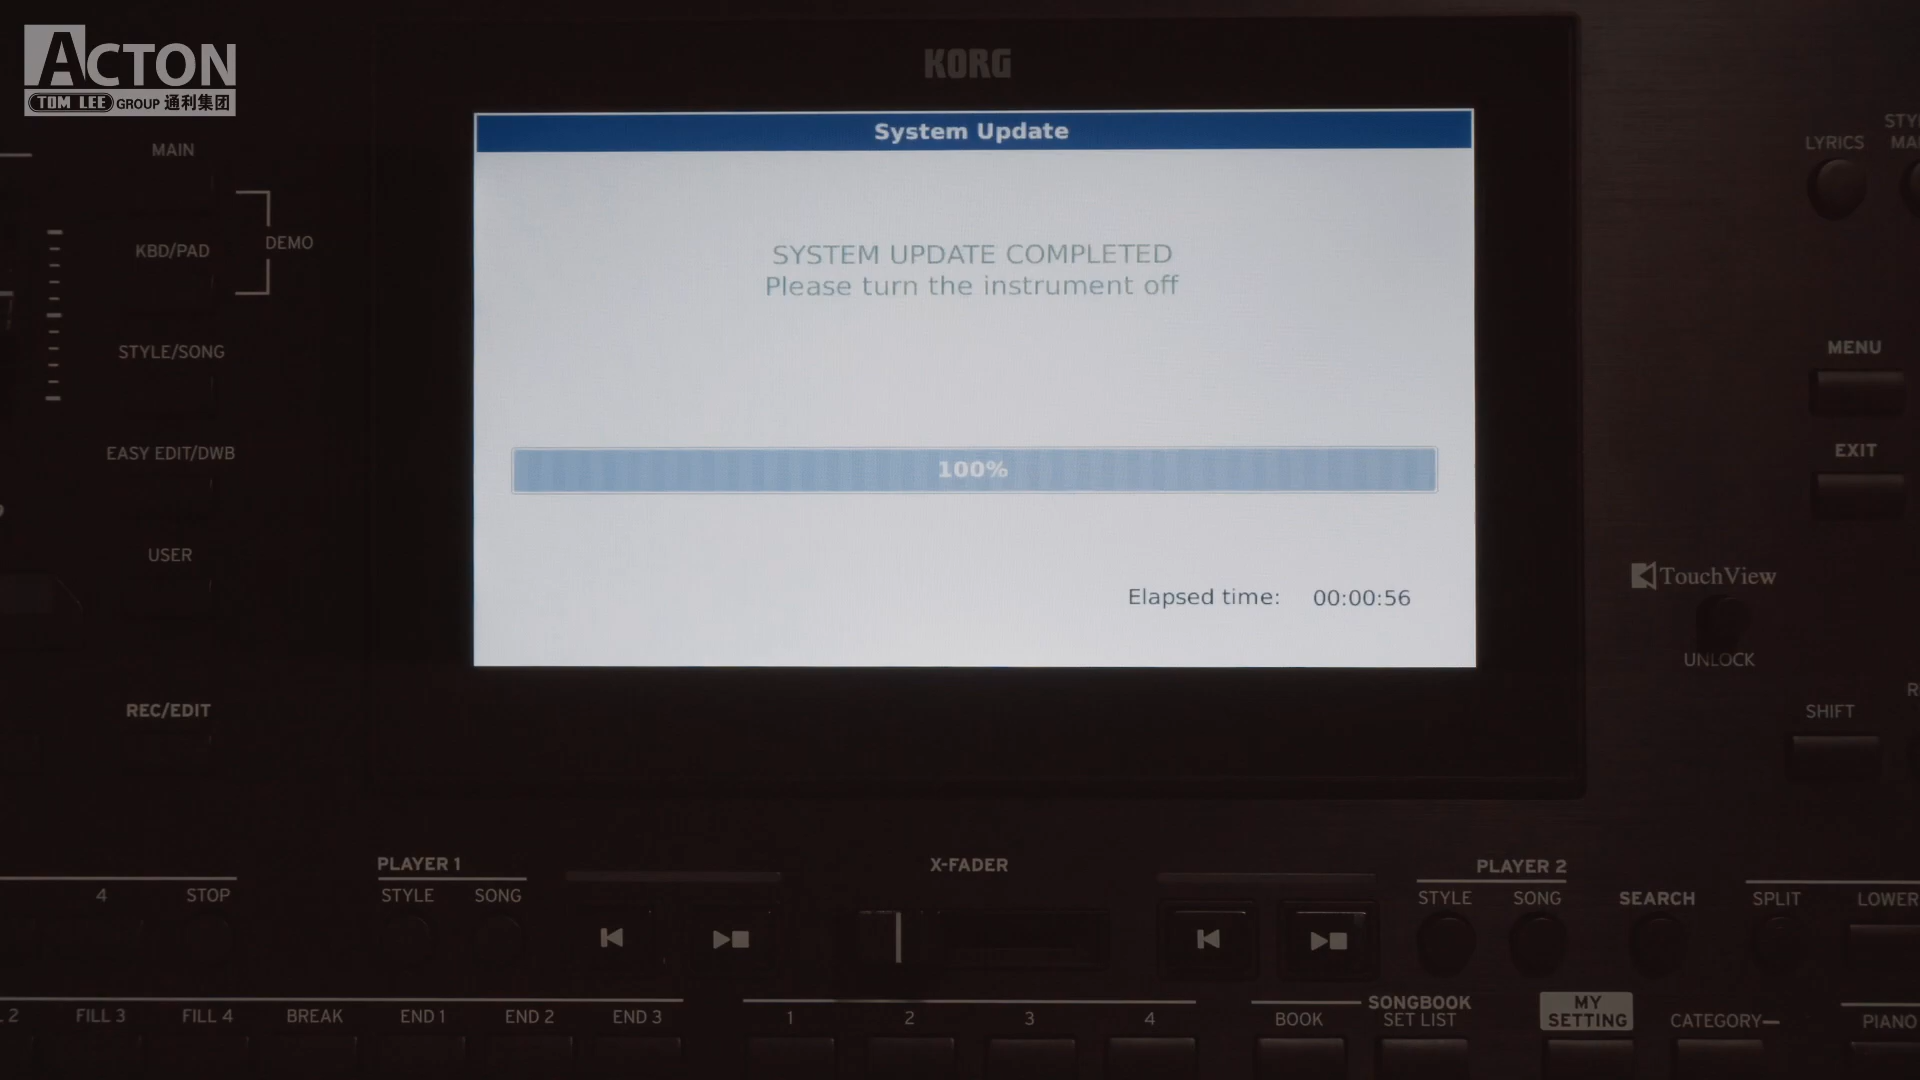 ACTON
TOM LEE GROUP 通利集团
KORG
System Update
SYSTEM UPDATE COMPLETED
Please turn the instrument off
100%
Elapsed time: 00:00:56
MAIN
DEMO
KBD/PAD
STYLE/SONG
EASY EDIT/DWB
USER
REC/EDIT
LYRICS
MENU
EXIT
TouchView
UNLOCK
SHIFT
4
STOP
PLAYER 1
STYLE
SONG
X-FADER
PLAYER 2
STYLE
SONG
SEARCH
SPLIT
LOWER
2
FILL 3
FILL 4
BREAK
END 1
END 2
END 3
1
2
3
4
SONGBOOK
BOOK
SET LIST
MY
SETTING
CATEGORY
PIANO